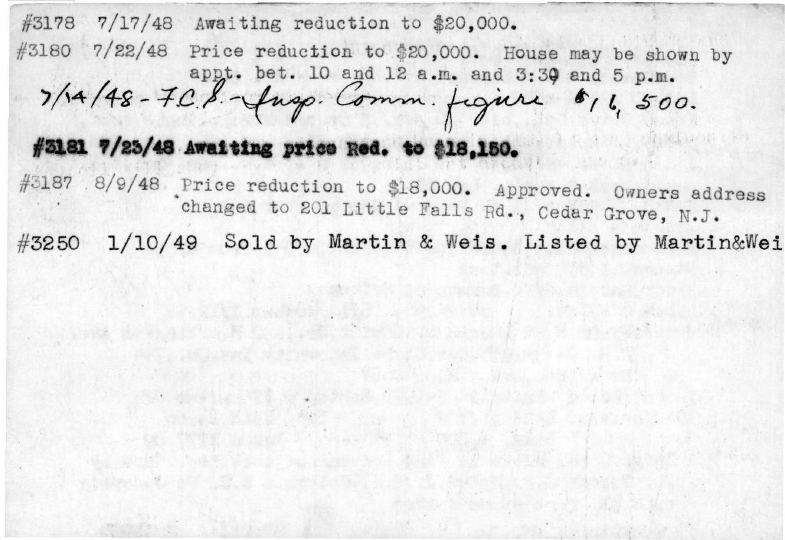 #3178 7/17/48 Awaiting reduction to $20,000.
#3180 7/22/48 Price reduction to $20,000. House may be shown by
appt. bet. 10 and 12 a.m. and 3:30 and 5 p.m.
7/14/48 - F.C.S. - Insp. Comm. figure $16,500.
#3181 7/23/48 Awaiting price Red. to $18,150.
#3187 8/9/48 Price reduction to $18,000. Approved. Owners address
changed to 201 Little Falls Rd., Cedar Grove, N.J.
#3250 1/10/49 Sold by Martin & Weis. Listed by Martin&Wei